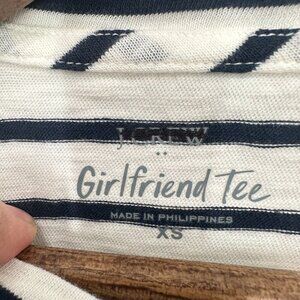 J.CREW
Girlfriend Tee
MADE IN PHILIPPINES
XS